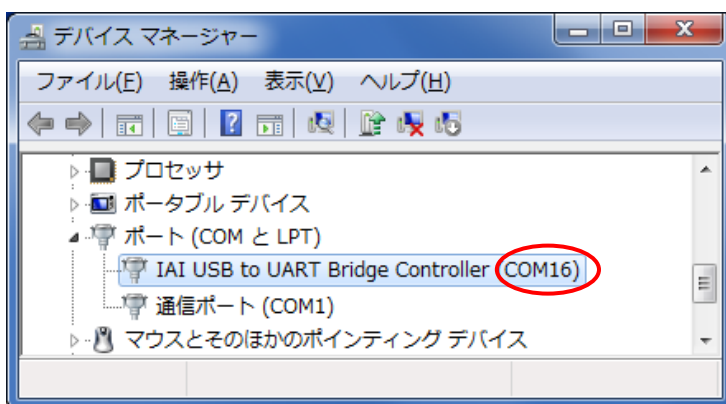 デバイス マネージャー
ファイル(F) 操作(A) 表示(V) ヘルプ(H)
プロセッサ
ポータブル デバイス
ポート (COM と LPT)
IAI USB to UART Bridge Controller (COM16)
通信ポート (COM1)
マウスとそのほかのポインティング デバイス